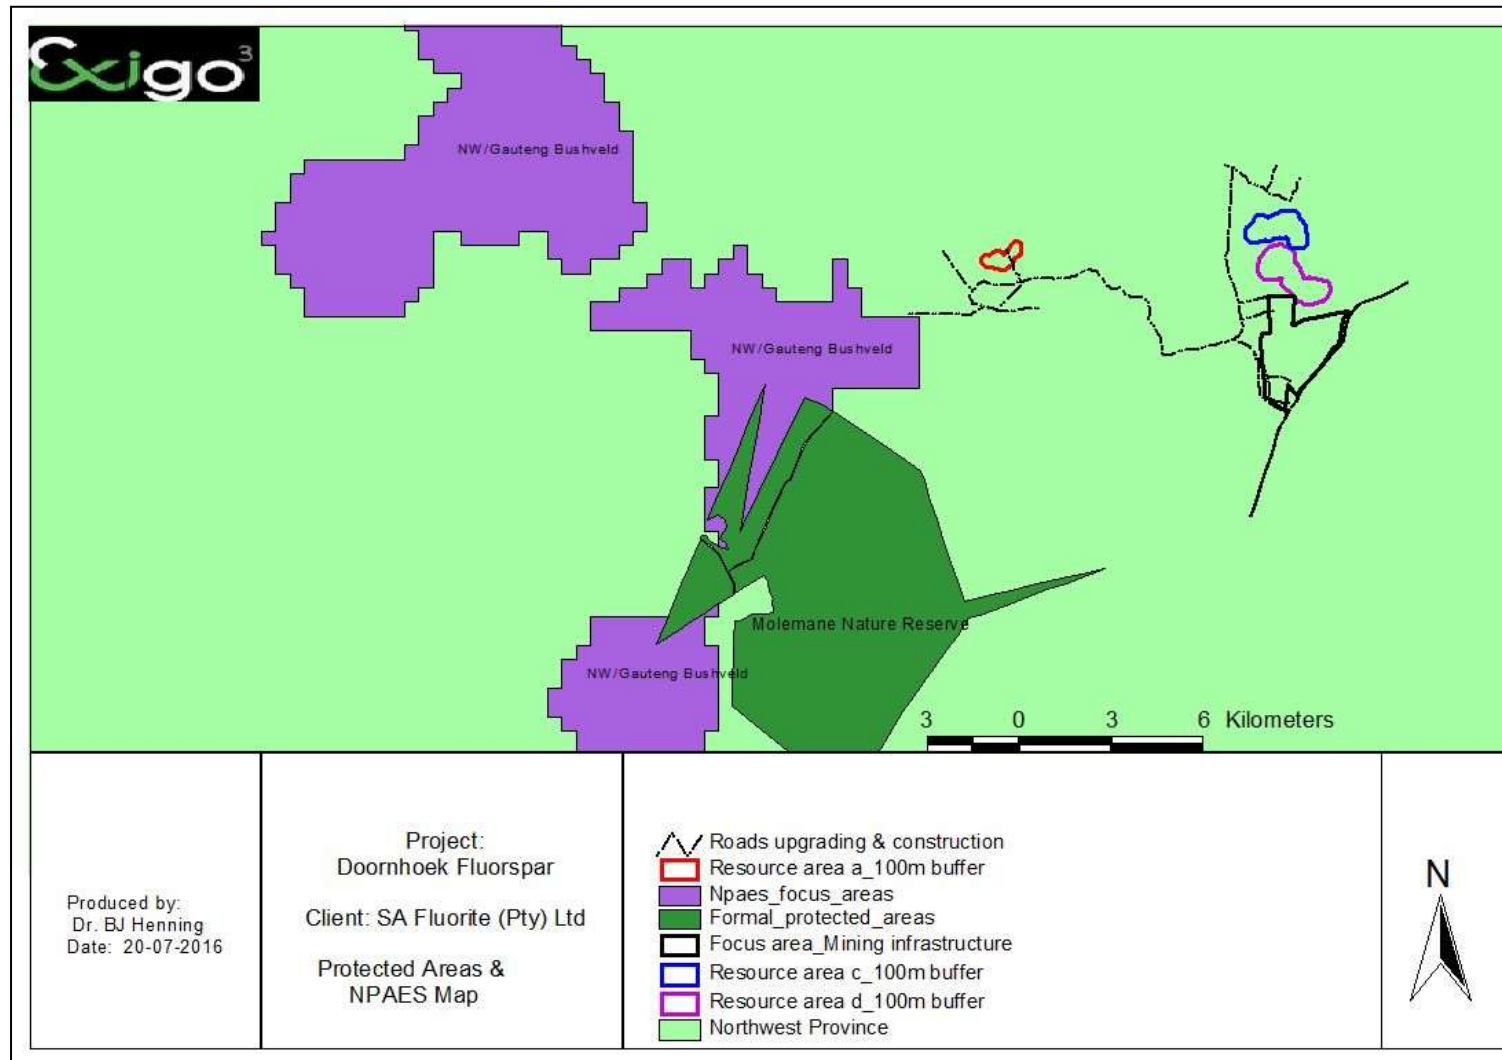 Exigo3
NW/Gauteng Bushveld
NW/Gauteng Bushveld
Molemane Nature Reserve
NW/Gauteng Bushveld
3 0 3 6 Kilometers
Produced by:
Dr. BJ Henning
Date: 20-07-2016
Project:
Doornhoek Fluorspar
Client: SA Fluorite (Pty) Ltd
Protected Areas &
NPAES Map
Roads upgrading & construction
Resource area a_100m buffer
Npaes_focus_areas
Formal_protected_areas
Focus area_Mining infrastructure
Resource area c_100m buffer
Resource area d_100m buffer
Northwest Province
N